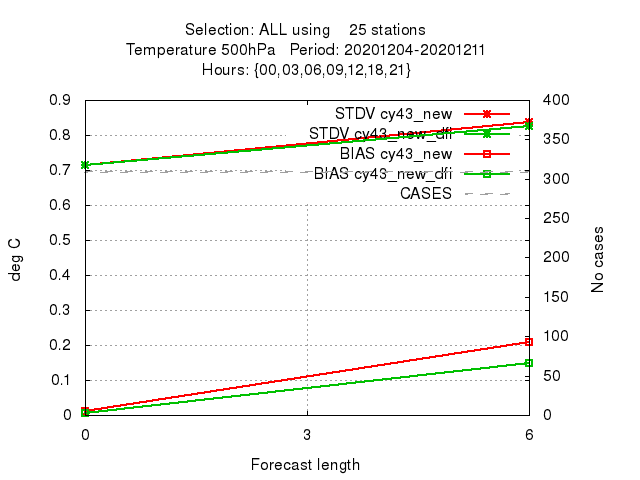 Selection: ALL using 25 stations
Temperature 500hPa Period: 20201204-20201211
Hours: {00,03,06,09,12,18,21}
0.9
0.8
0.7
0.6
0.5
0.4
0.3
0.2
0.1
0
400
350
300
250
200
150
100
50
0
STDV cy43_new
STDV cy43_new_dfi
BIAS cy43_new
BIAS cy43_new_dfi
CASES
deg C
No cases
0 3 6
Forecast length